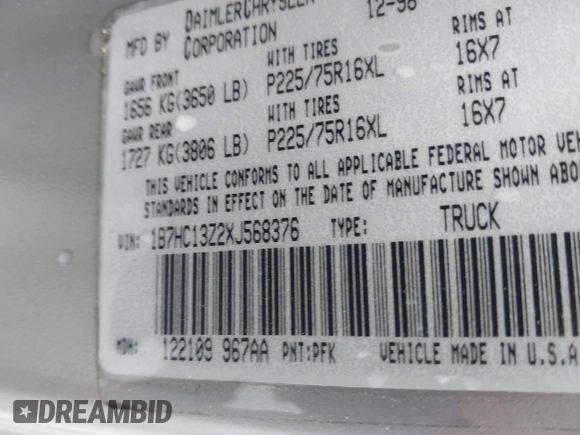 MFD BY DAIMLERCHRYSLER CORPORATION 12-98
GAWR FRONT WITH TIRES RIMS AT
1656 KG(3650 LB) P225/75R16XL 16X7
GAWR REAR WITH TIRES RIMS AT
1727 KG(3806 LB) P225/75R16XL 16X7
THIS VEHICLE CONFORMS TO ALL APPLICABLE FEDERAL MOTOR VEH
STANDARDS IN EFFECT ON THE DATE OF MANUFACTURE SHOWN ABO
VIN: 1B7HC13Z2XJ568376 TYPE: TRUCK
MDH: 122109 967AA PNT:PFK VEHICLE MADE IN U.S.A
DREAMBID